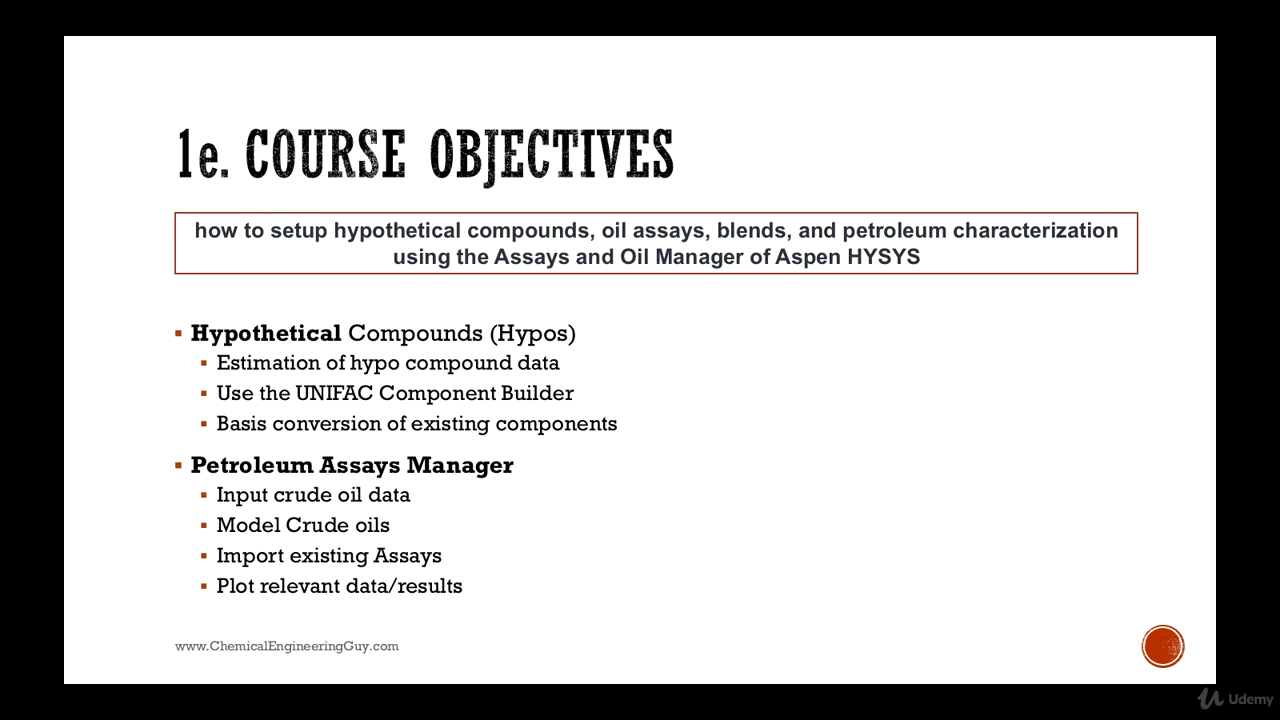 1e. COURSE OBJECTIVES
how to setup hypothetical compounds, oil assays, blends, and petroleum characterization
using the Assays and Oil Manager of Aspen HYSYS
▪ Hypothetical Compounds (Hypos)
▪ Estimation of hypo compound data
▪ Use the UNIFAC Component Builder
▪ Basis conversion of existing components
▪ Petroleum Assays Manager
▪ Input crude oil data
▪ Model Crude oils
▪ Import existing Assays
▪ Plot relevant data/results
www.ChemicalEngineeringGuy.com
Udemy